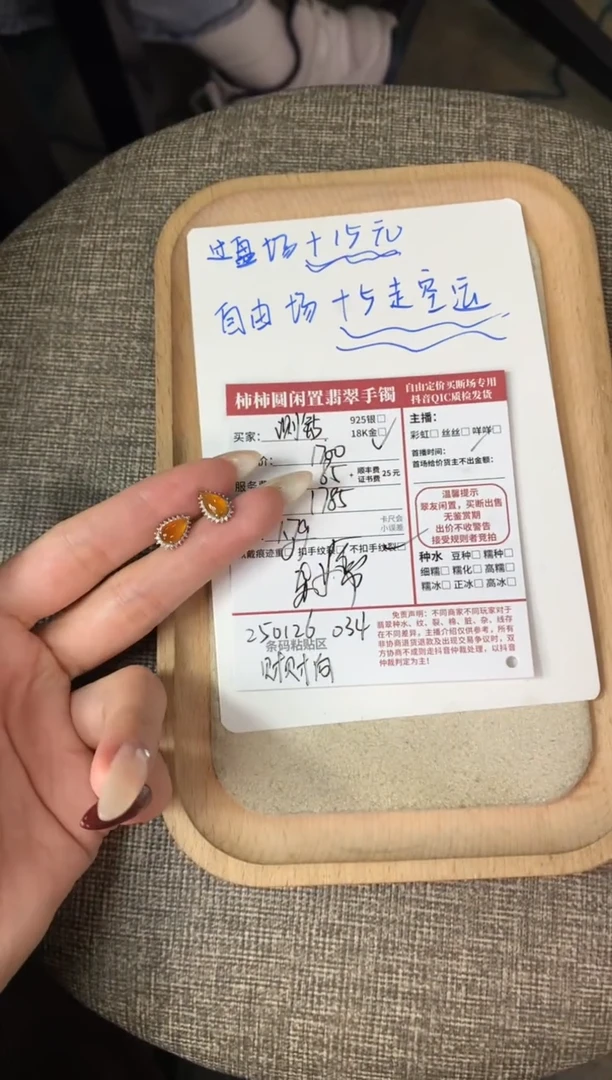 过盘场+15元
自由场+5走空运
柿柿圆闲置翡翠手镯
自由定价买断场专用
抖音QIC质检发货
买家：测钻
925银□
18K金□
1700
85
+ 顺丰费 证书费 25元
1785
卡尺会
小误差
不扣手纹裂
250126 034
条码粘贴区
主播：
彩虹□ 丝丝□ 咩咩□
首播时间：
首场给价货主不出金额：
温馨提示
翠友闲置，买断出售
无鉴赏期
出价不收警告
接受规则者竞拍
种水 豆种□ 糯种□
细糯□ 糯化□ 高糯□
糯冰□ 正冰□ 高冰□
免责声明：不同商家不同玩家对于
翡翠种水、纹、裂、棉、脏、杂、线存
在不同差异。主播介绍仅供参考，所有
非协商退货退款及出现交易争议时，双
方协商不成则走抖音仲裁处理，以抖音
仲裁判定为主！